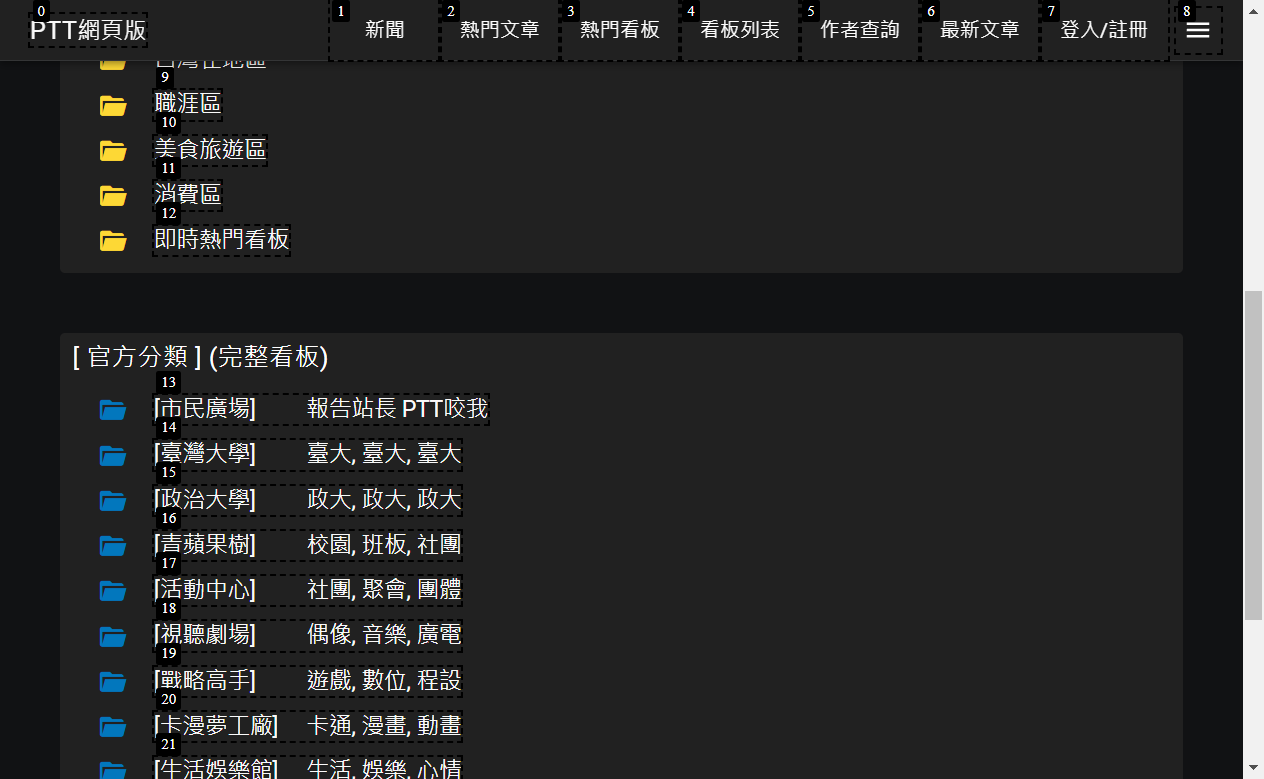 PTT網頁版 新聞 熱門文章 熱門看板 看板列表 作者查詢 最新文章 登入/註冊
0 1 2 3 4 5 6 7 8
台灣在地區
9
職涯區
10
美食旅遊區
11
消費區
12
即時熱門看板
[ 官方分類 ] (完整看板)
13
[市民廣場] 報告站長 PTT咬我
14
[臺灣大學] 臺大, 臺大, 臺大
15
[政治大學] 政大, 政大, 政大
16
[青蘋果樹] 校園, 班板, 社團
17
[活動中心] 社團, 聚會, 團體
18
[視聽劇場] 偶像, 音樂, 廣電
19
[戰略高手] 遊戲, 數位, 程設
20
[卡漫夢工廠] 卡通, 漫畫, 動畫
21
[生活娛樂館] 生活, 娛樂, 心情